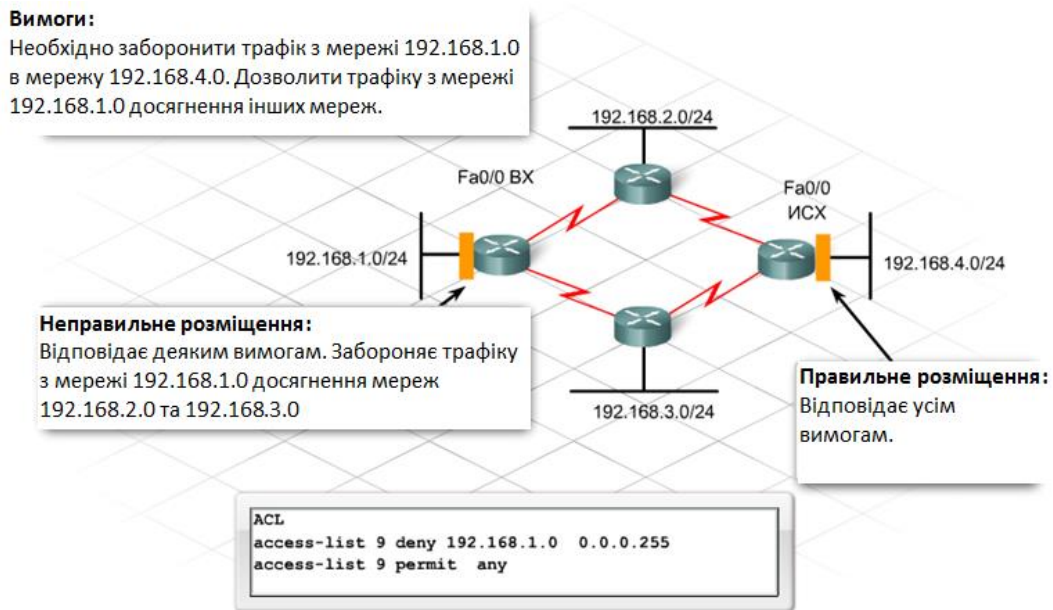 Вимоги:
Необхідно заборонити трафік з мережі 192.168.1.0
в мережу 192.168.4.0. Дозволити трафіку з мережі
192.168.1.0 досягнення інших мереж.
192.168.2.0/24
Fa0/0 ВХ
Fa0/0
ИСХ
192.168.1.0/24
192.168.4.0/24
Неправильне розміщення:
Відповідає деяким вимогам. Забороняє трафіку
з мережі 192.168.1.0 досягнення мереж
192.168.2.0 та 192.168.3.0
Правильне розміщення:
Відповідає усім
вимогам.
192.168.3.0/24
ACL
access-list 9 deny 192.168.1.0  0.0.0.255
access-list 9 permit  any